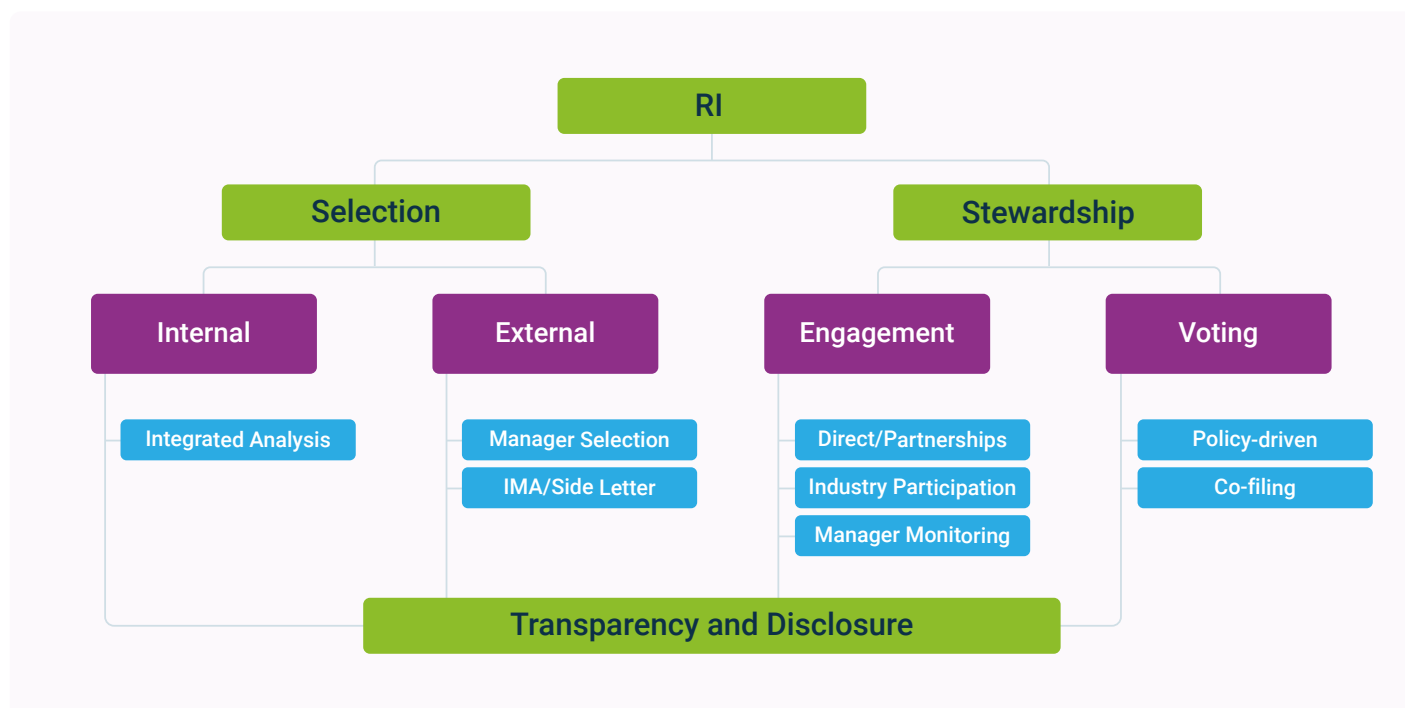 RI
Selection
Stewardship
Internal
External
Engagement
Voting
Integrated Analysis
Manager Selection
Direct/Partnerships
Policy-driven
IMA/Side Letter
Industry Participation
Co-filing
Manager Monitoring
Transparency and Disclosure